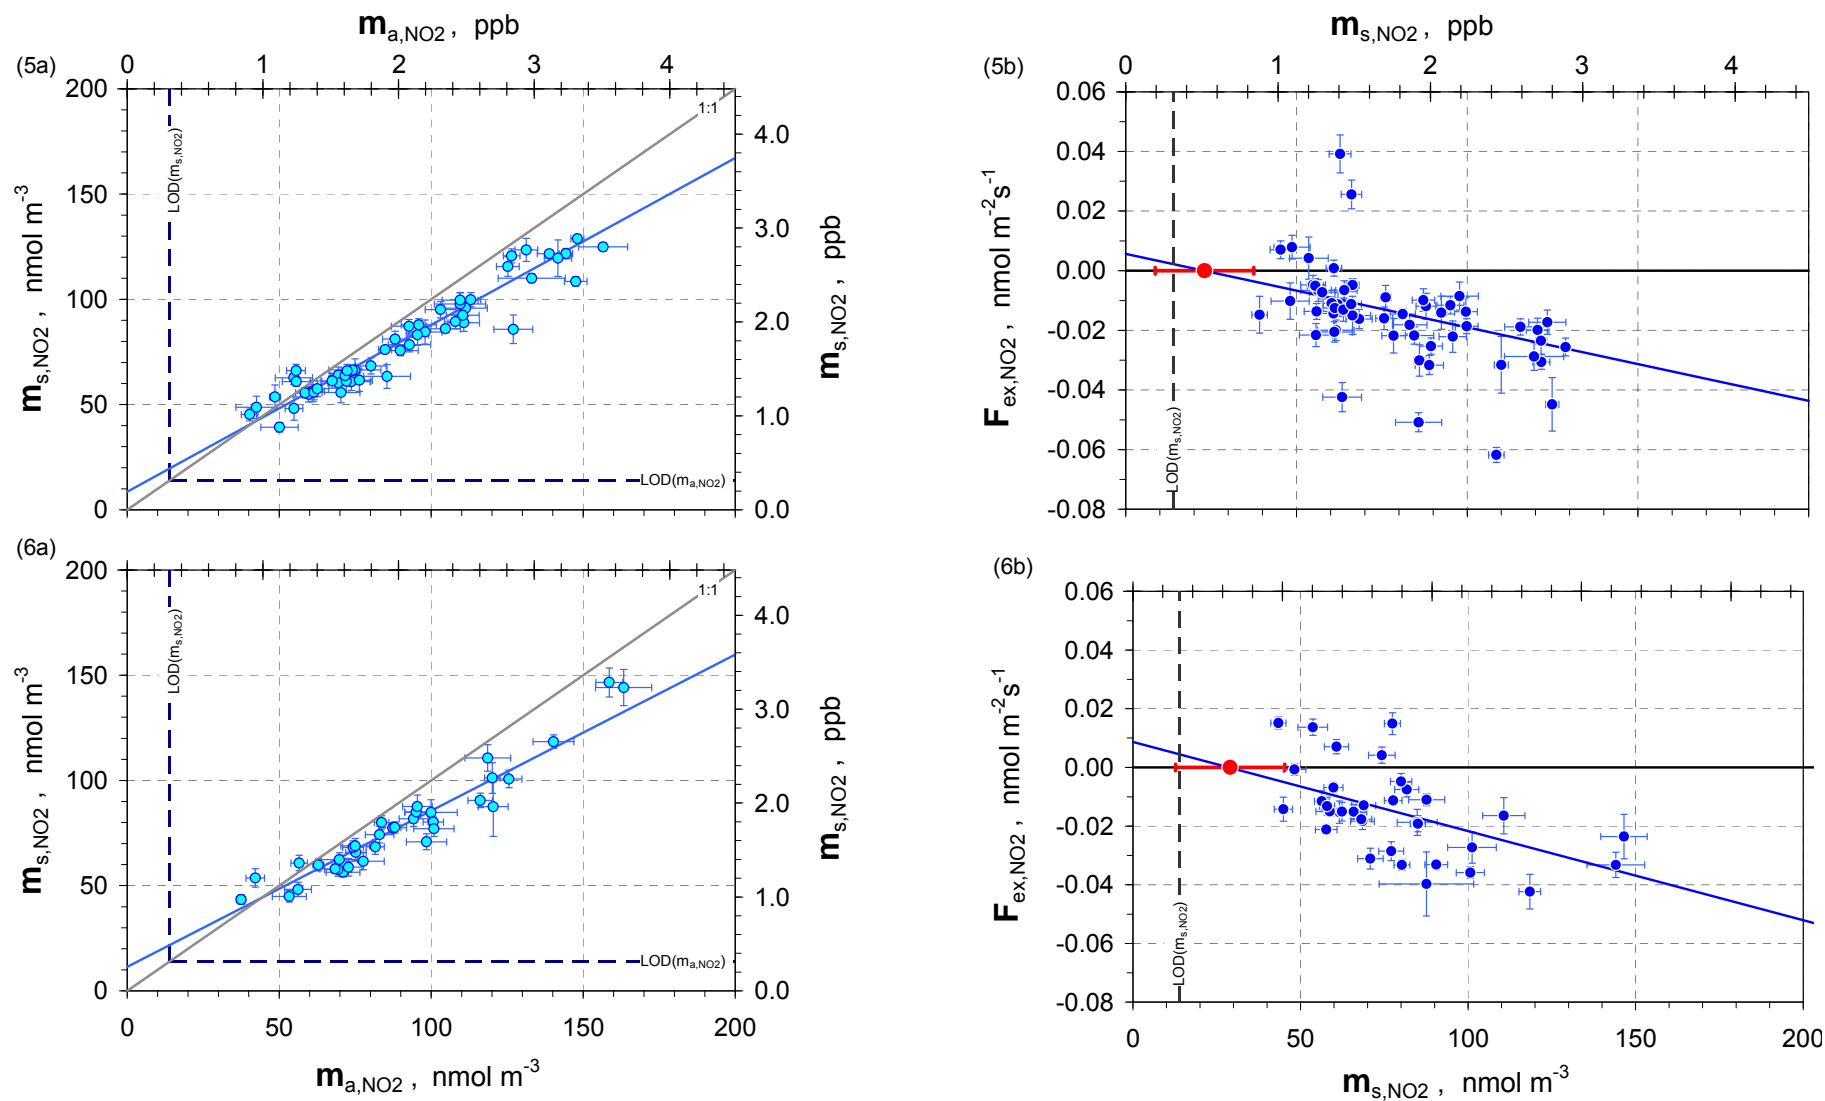 m a,NO2 , ppb
0 1 2 3 4
(5a)
200
150
100
50
0
m s,NO2 , nmol m-3
LOD(m s,NO2)
1:1
LOD(m a,NO2)
4.0
3.0
2.0
1.0
0.0
m s,NO2 , ppb
m s,NO2 , ppb
0 1 2 3 4
(5b)
0.06
0.04
0.02
0.00
-0.02
-0.04
-0.06
-0.08
F ex,NO2 , nmol m-2s-1
LOD(m s,NO2)
(6a)
200
150
100
50
0
m s,NO2 , nmol m-3
LOD(m s,NO2)
1:1
LOD(m a,NO2)
4.0
3.0
2.0
1.0
0.0
m s,NO2 , ppb
0 50 100 150 200
m a,NO2 , nmol m-3
(6b)
0.06
0.04
0.02
0.00
-0.02
-0.04
-0.06
-0.08
F ex,NO2 , nmol m-2s-1
LOD(m s,NO2)
0 50 100 150 200
m s,NO2 , nmol m-3